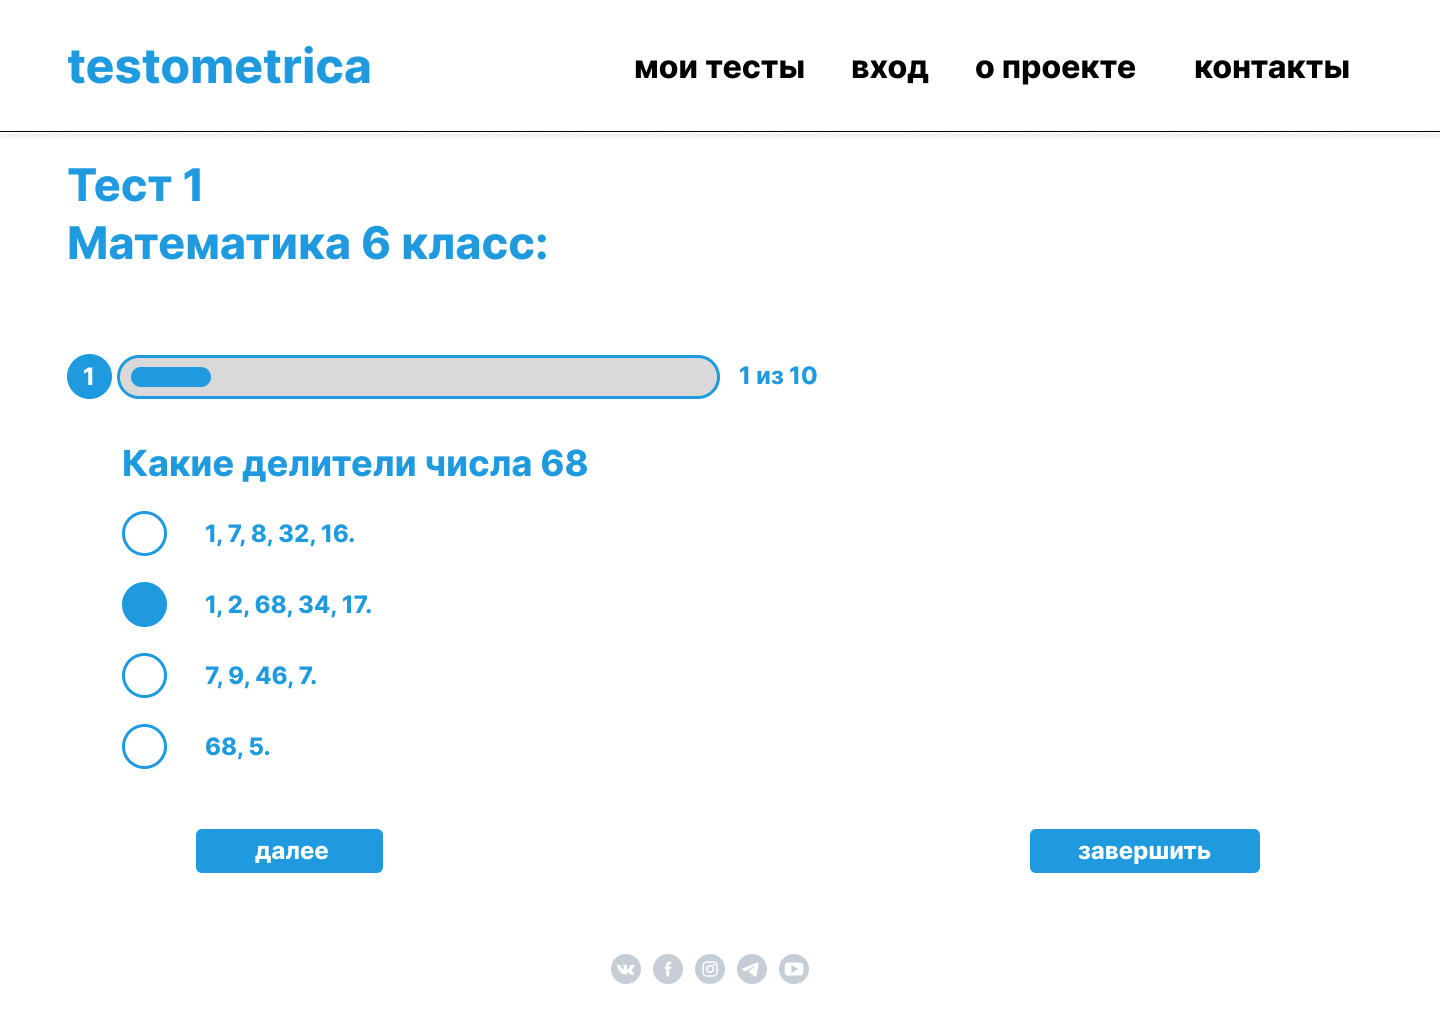 testometrica
мои тесты вход о проекте контакты
Тест 1
Математика 6 класс:
1
1 из 10
Какие делители числа 68
1, 7, 8, 32, 16.
1, 2, 68, 34, 17.
7, 9, 46, 7.
68, 5.
далее
завершить